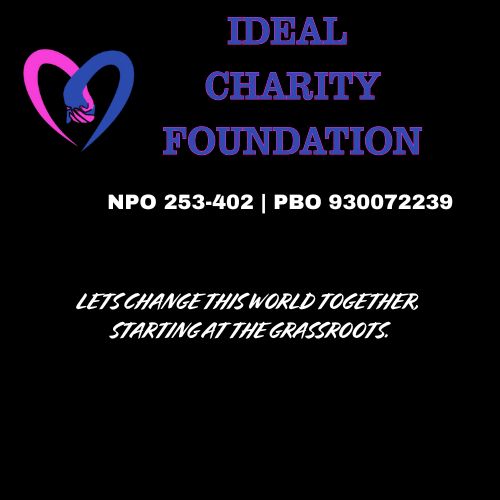 IDEAL
CHARITY
FOUNDATION
NPO 253-402 | PBO 930072239
LETS CHANGE THIS WORLD TOGETHER,
STARTING AT THE GRASSROOTS.